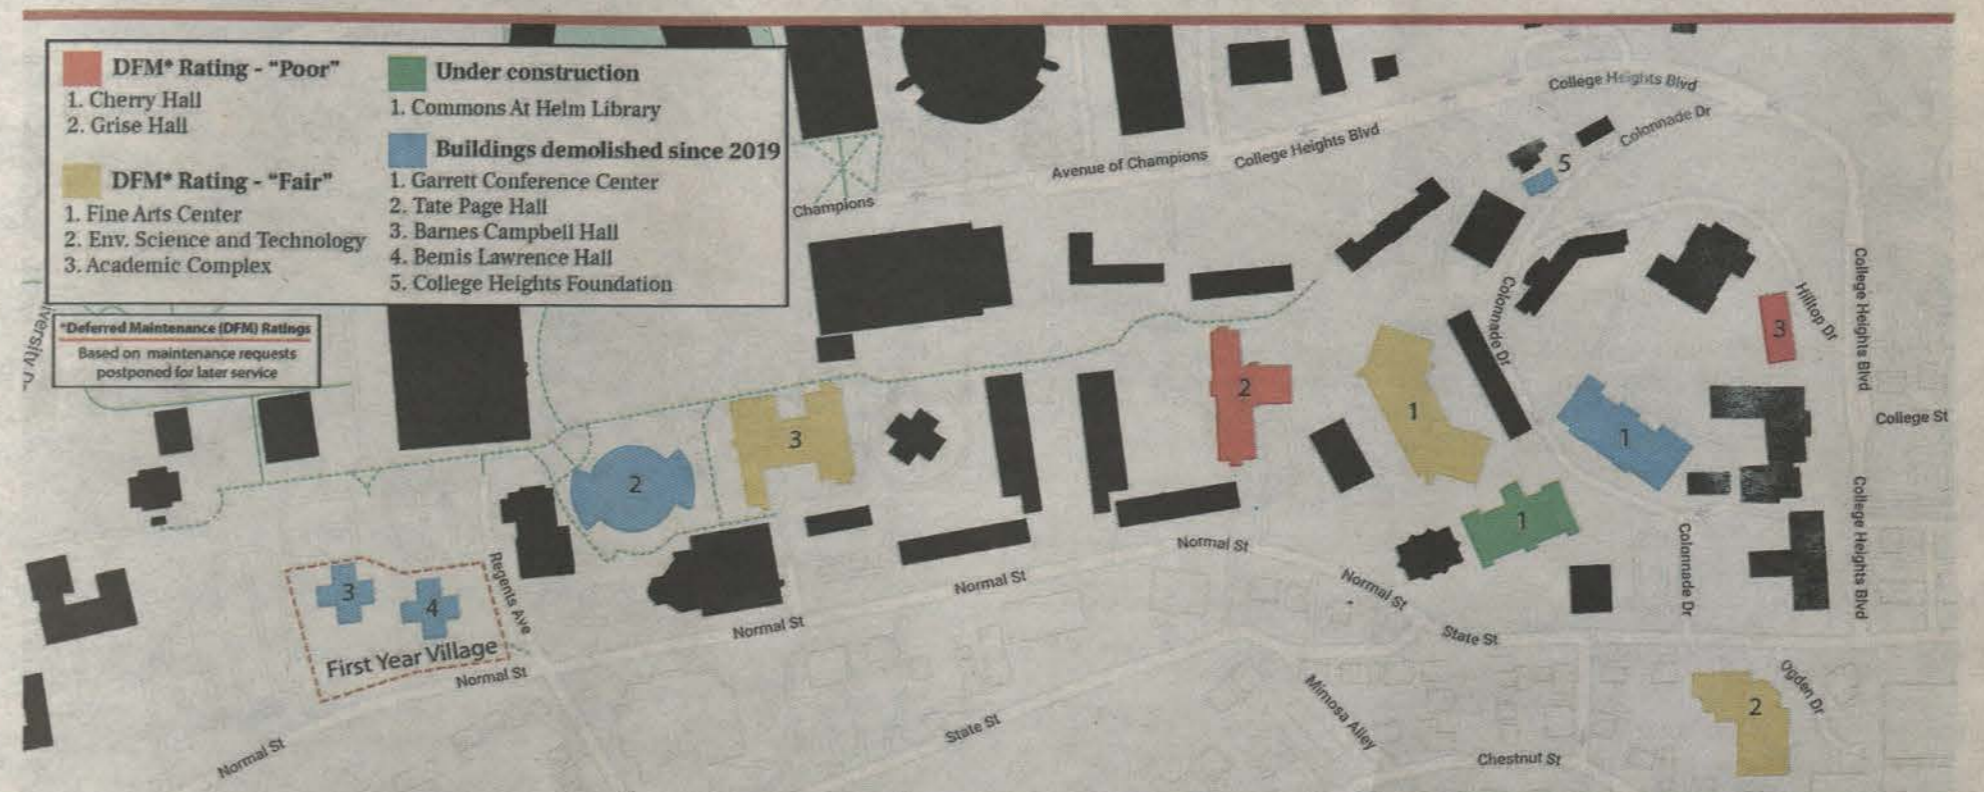 DFM* Rating - “Poor”
1. Cherry Hall
2. Grise Hall
DFM* Rating - “Fair”
1. Fine Arts Center
2. Env. Science and Technology
3. Academic Complex
Under construction
1. Commons At Helm Library
Buildings demolished since 2019
1. Garrett Conference Center
2. Tate Page Hall
3. Barnes Campbell Hall
4. Bemis Lawrence Hall
5. College Heights Foundation
*Deferred Maintenance (DFM) Ratings
Based on maintenance requests
postponed for later service
College Heights Blvd
Colonnade Dr
College Heights Blvd
Avenue of Champions
Champions
5
Colonnade Dr
Hilltop Dr
College Heights Blvd
3
College St
2
1
1
3
2
1
College Heights Blvd
Colonnade Dr
Normal St
Normal St
Normal St
State St
Regents Ave
3
4
First Year Village
Normal St
Normal St
Normal St
State St
Mimosa Alley
Chestnut St
Ogden Dr
2